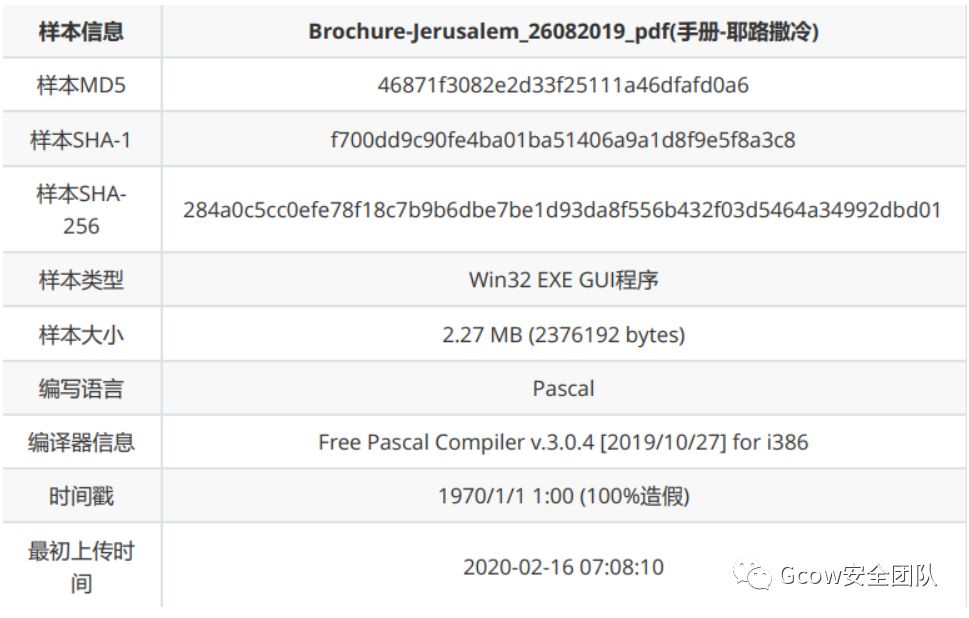 样本信息 Brochure-Jerusalem_26082019_pdf(手册-耶路撒冷)
样本MD5 46871f3082e2d33f25111a46dfafd0a6
样本SHA-1 f700dd9c90fe4ba01ba51406a9a1d8f9e5f8a3c8
样本SHA-
256 284a0c5cc0efe78f18c7b9b6dbe7be1d93da8f556b432f03d5464a34992dbd01
样本类型 Win32 EXE GUI程序
样本大小 2.27 MB (2376192 bytes)
编写语言 Pascal
编译器信息 Free Pascal Compiler v.3.0.4 [2019/10/27] for i386
时间戳 1970/1/1 1:00 (100%造假)
最初上传时
间 2020-02-16 07:08:10
Gcow安全团队